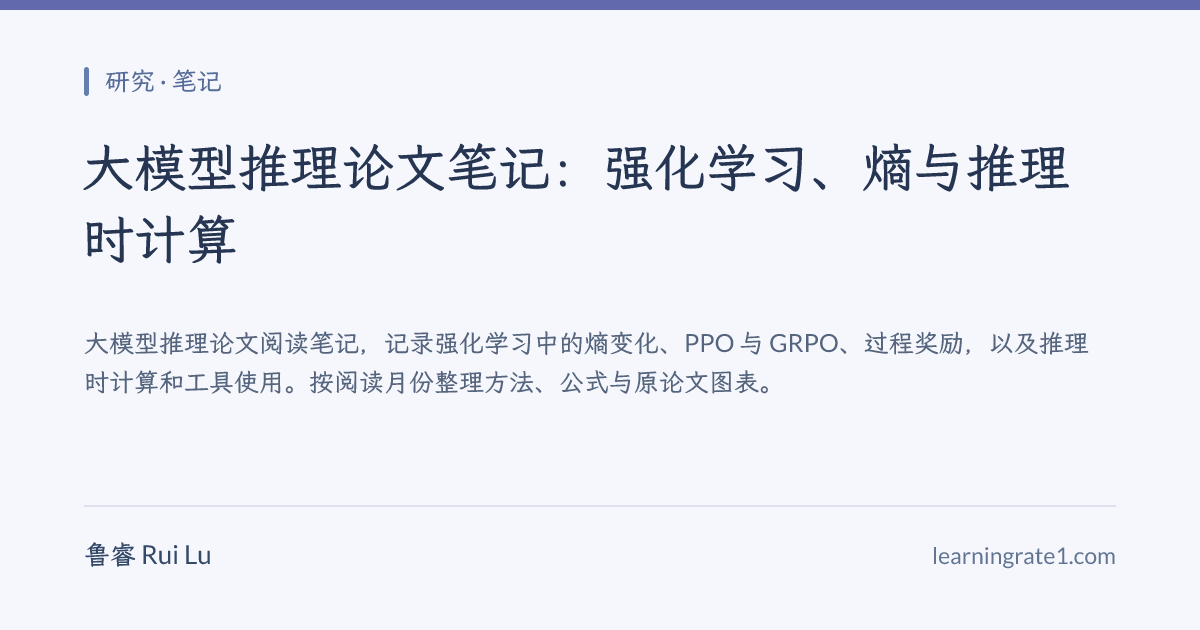 研究 · 笔记
大模型推理论文笔记：强化学习、熵与推理
时计算
大模型推理论文阅读笔记，记录强化学习中的熵变化、PPO 与 GRPO、过程奖励，以及推理
时计算和工具使用。按阅读月份整理方法、公式与原论文图表。
鲁睿 Rui Lu
learningrate1.com